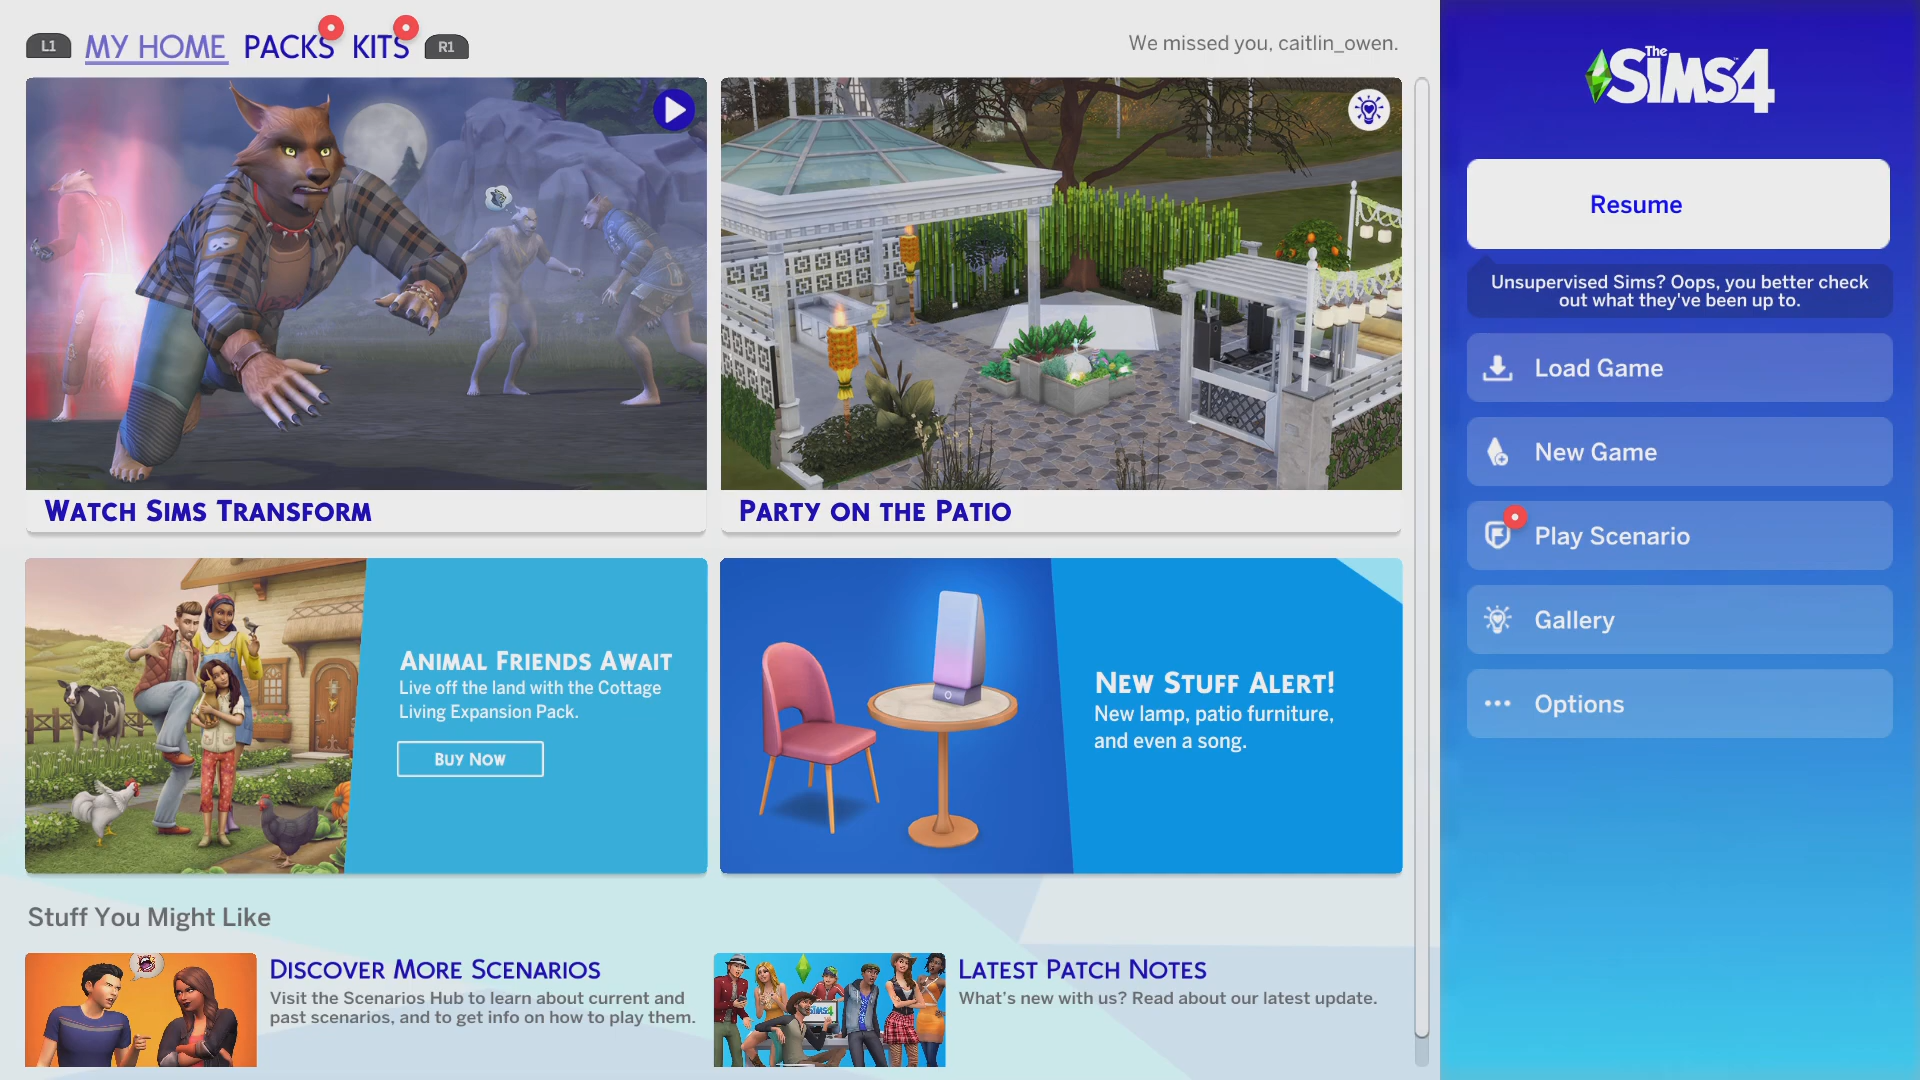 L1 MY HOME PACKS KITS R1
We missed you, caitlin_owen.
WATCH SIMS TRANSFORM
PARTY ON THE PATIO
ANIMAL FRIENDS AWAIT
Live off the land with the Cottage
Living Expansion Pack.
BUY NOW
NEW STUFF ALERT!
New lamp, patio furniture,
and even a song.
Stuff You Might Like
DISCOVER MORE SCENARIOS
Visit the Scenarios Hub to learn about current and
past scenarios, and to get info on how to play them.
SIMS4
LATEST PATCH NOTES
What's new with us? Read about our latest update.
The SIMS 4
Resume
Unsupervised Sims? Oops, you better check
out what they've been up to.
Load Game
New Game
Play Scenario
Gallery
Options